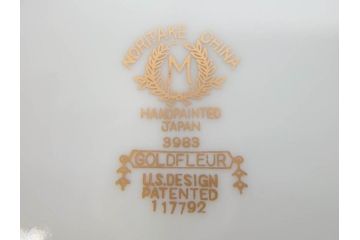 NORITAKE CHINA
M
HANDPAINTED
JAPAN
3983
GOLDFLEUR
U.S.DESIGN
PATENTED
117792